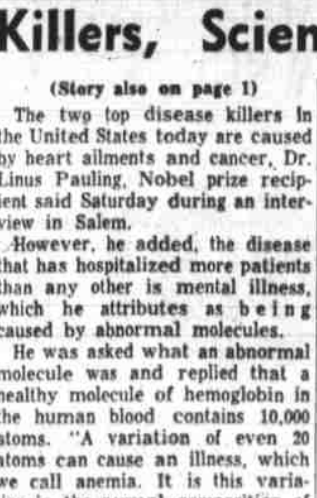 Killers, Scien
(Story also on page 1)
The two top disease killers in
the United States today are caused
by heart ailments and cancer, Dr.
Linus Pauling, Nobel prize recip-
ient said Saturday during an inter-
view in Salem.
However, he added, the disease
that has hospitalized more patients
than any other is mental illness,
which he attributes as being
caused by abnormal molecules.
He was asked what an abnormal
molecule was and replied that a
healthy molecule of hemoglobin in
the human blood contains 10,000
atoms. "A variation of even 20
atoms can cause an illness, which
we call anemia. It is this varia-